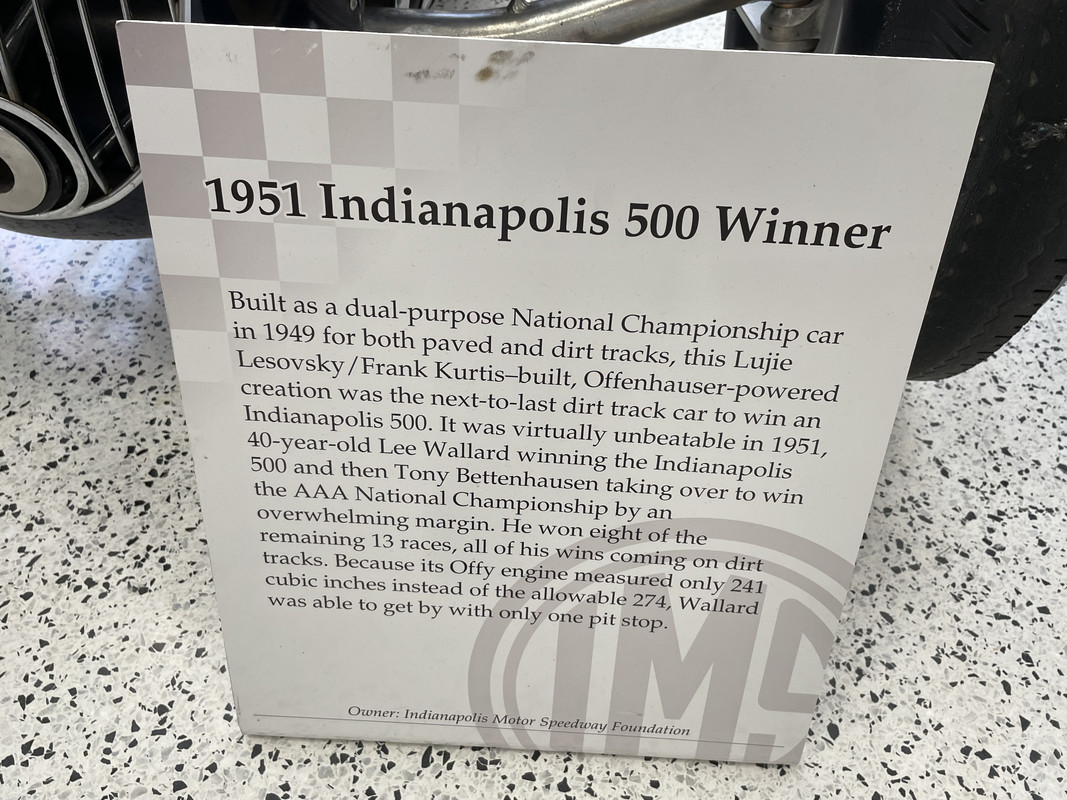 1951 Indianapolis 500 Winner
Built as a dual-purpose National Championship car
in 1949 for both paved and dirt tracks, this Lujie
Lesovsky/Frank Kurtis–built, Offenhauser-powered
creation was the next-to-last dirt track car to win an
Indianapolis 500. It was virtually unbeatable in 1951,
40-year-old Lee Wallard winning the Indianapolis
500 and then Tony Bettenhausen taking over to win
the AAA National Championship by an
overwhelming margin. He won eight of the
remaining 13 races, all of his wins coming on dirt
tracks. Because its Offy engine measured only 241
cubic inches instead of the allowable 274, Wallard
was able to get by with only one pit stop.
IMS
Owner: Indianapolis Motor Speedway Foundation